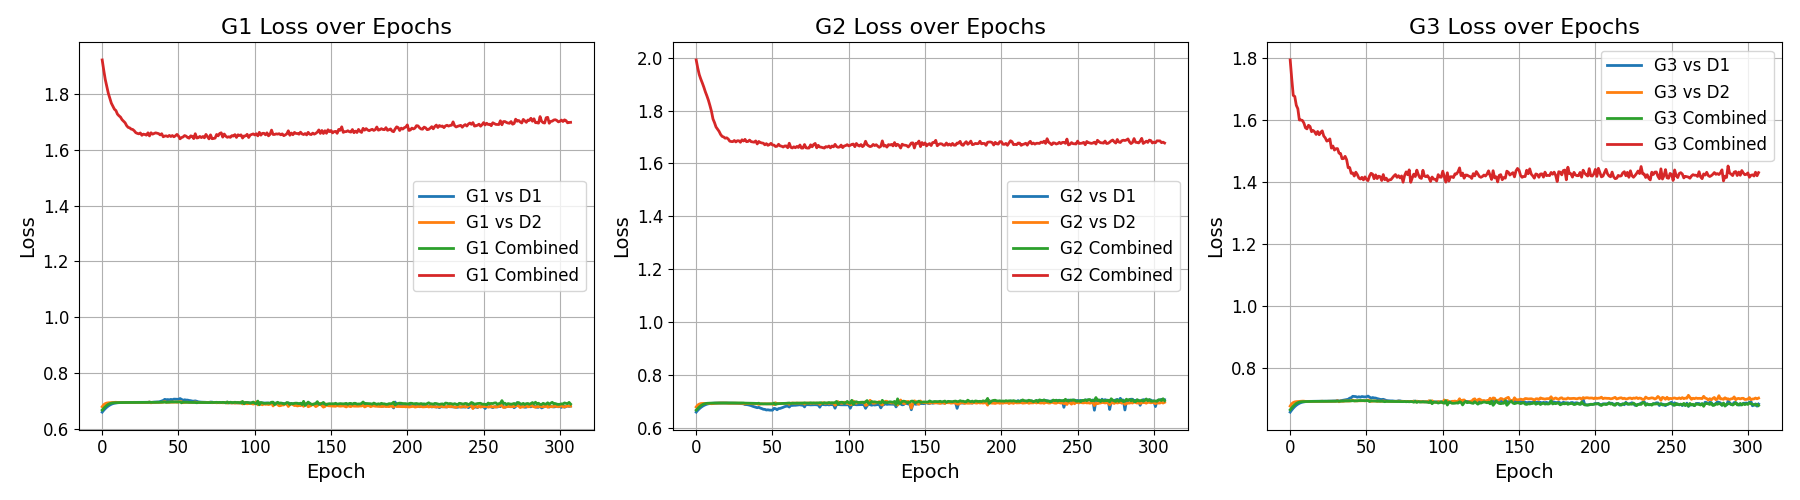 G1 Loss over Epochs
Loss
1.8
1.6
1.4
1.2
1.0
0.8
0.6
G1 vs D1
G1 vs D2
G1 Combined
G1 Combined
0 50 100 150 200 250 300
Epoch
G2 Loss over Epochs
Loss
2.0
1.8
1.6
1.4
1.2
1.0
0.8
0.6
G2 vs D1
G2 vs D2
G2 Combined
G2 Combined
0 50 100 150 200 250 300
Epoch
G3 Loss over Epochs
Loss
1.8
1.6
1.4
1.2
1.0
0.8
G3 vs D1
G3 vs D2
G3 Combined
G3 Combined
0 50 100 150 200 250 300
Epoch